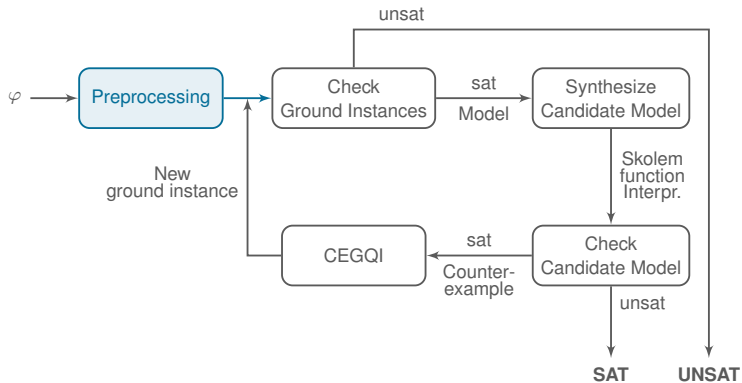 unsat
φ
Preprocessing
Check
Ground Instances
sat
Model
Synthesize
Candidate Model
New
ground instance
Skolem
function
Interpr.
CEGQI
sat
Counter-
example
Check
Candidate Model
unsat
SAT
UNSAT